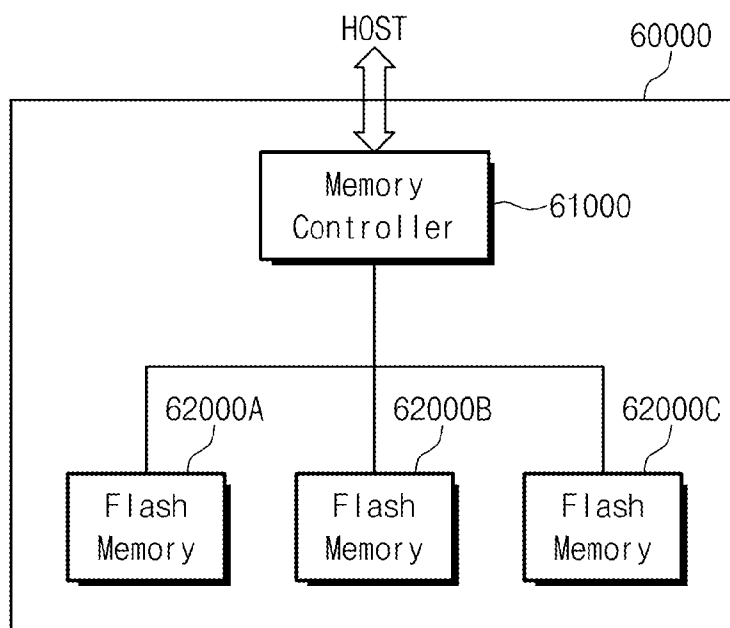 HOST
60000
Memory
Controller
61000
62000A
62000B
62000C
Flash
Memory
Flash
Memory
Flash
Memory